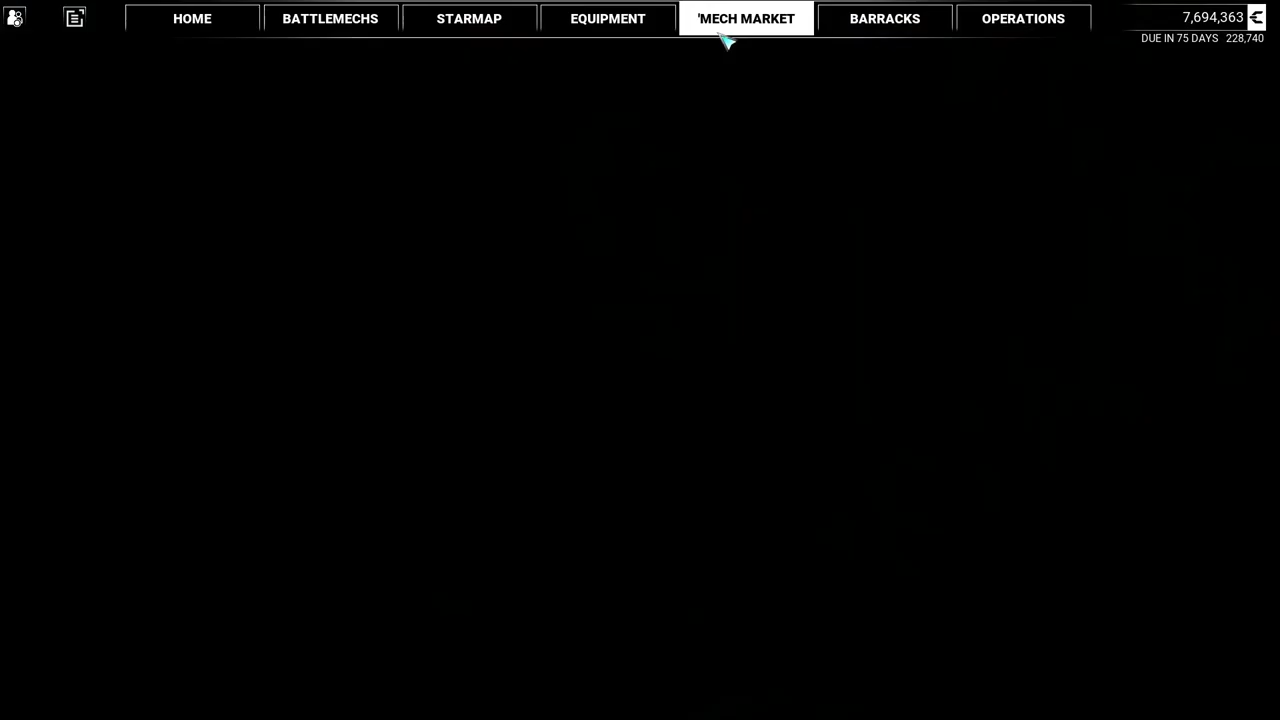 HOME BATTLEMECHS STARMAP EQUIPMENT 'MECH MARKET BARRACKS OPERATIONS 7,694,363
DUE IN 75 DAYS 228,740